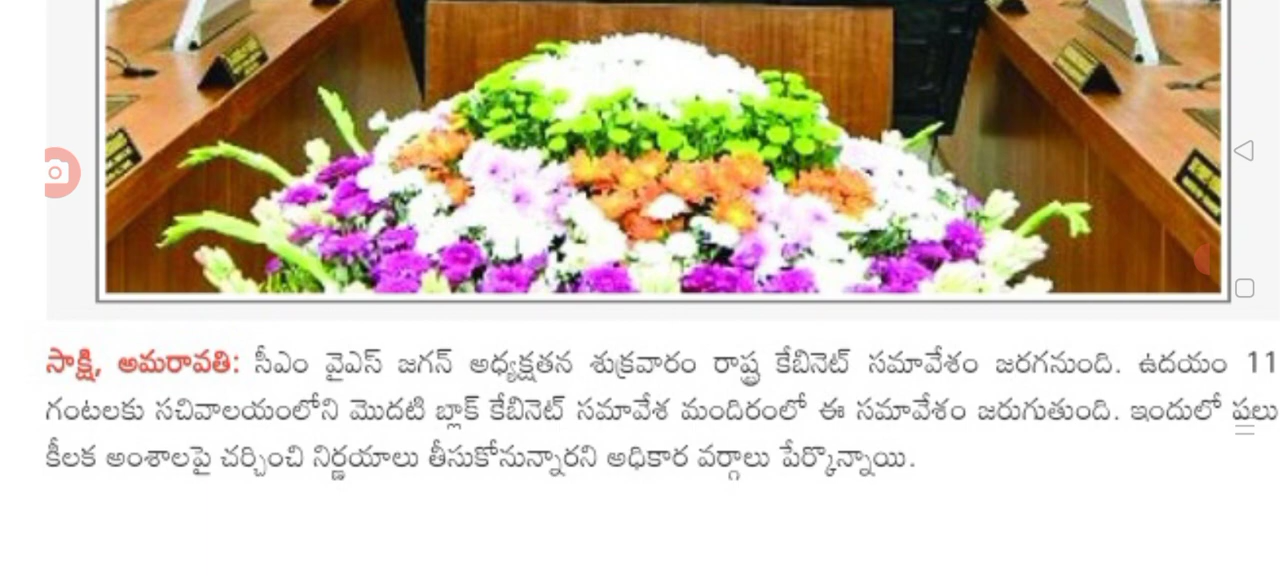 సాక్షి, అమరావతి: సీఎం వైఎస్ జగన్ అధ్యక్షతన శుక్రవారం రాష్ట్ర కేబినెట్ సమావేశం జరగనుంది. ఉదయం 11
గంటలకు సచివాలయంలోని మొదటి బ్లాక్ కేబినెట్ సమావేశ మందిరంలో ఈ సమావేశం జరుగుతుంది. ఇందులో పలు
కీలక అంశాలపై చర్చించి నిర్ణయాలు తీసుకోనున్నారని అధికార వర్గాలు పేర్కొన్నాయి.